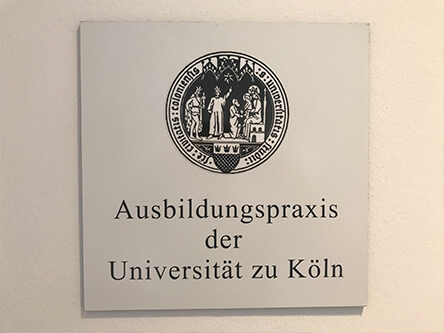 Ausbildungspraxis
der
Universität zu Köln